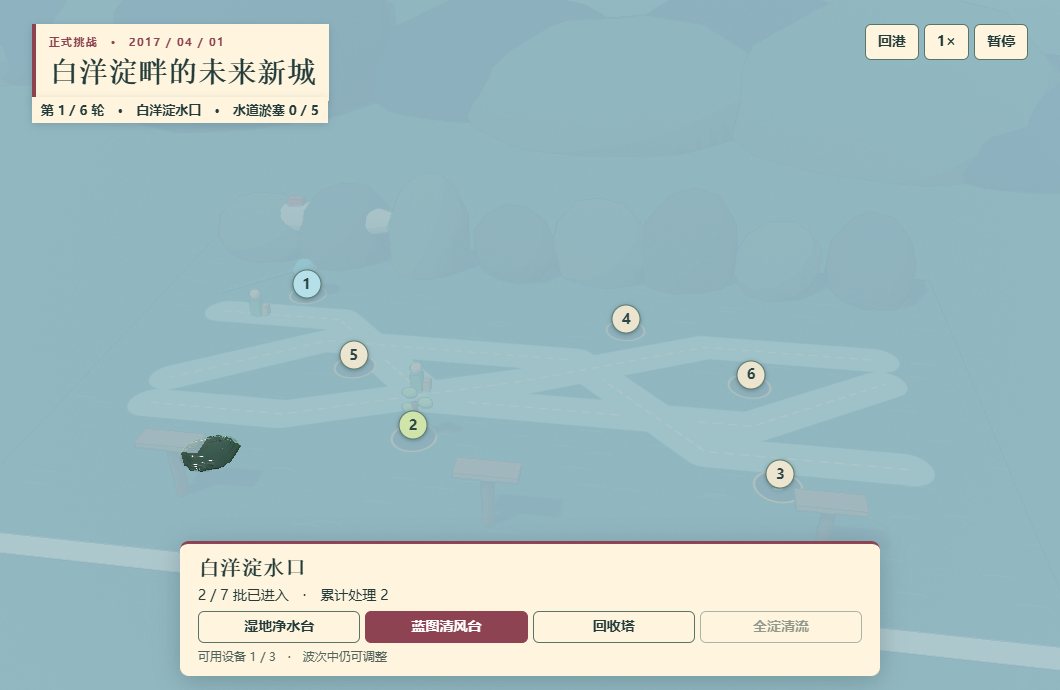 正式挑战 • 2017 / 04 / 01
白洋淀畔的未来新城
第 1 / 6 轮 • 白洋淀水口 • 水道淤塞 0 / 5
回港
1×
暂停
1
4
5
6
2
3
白洋淀水口
2 / 7 批已进入 · 累计处理 2
湿地净水台
蓝图清风台
回收塔
全淀清流
可用设备 1 / 3 · 波次中仍可调整